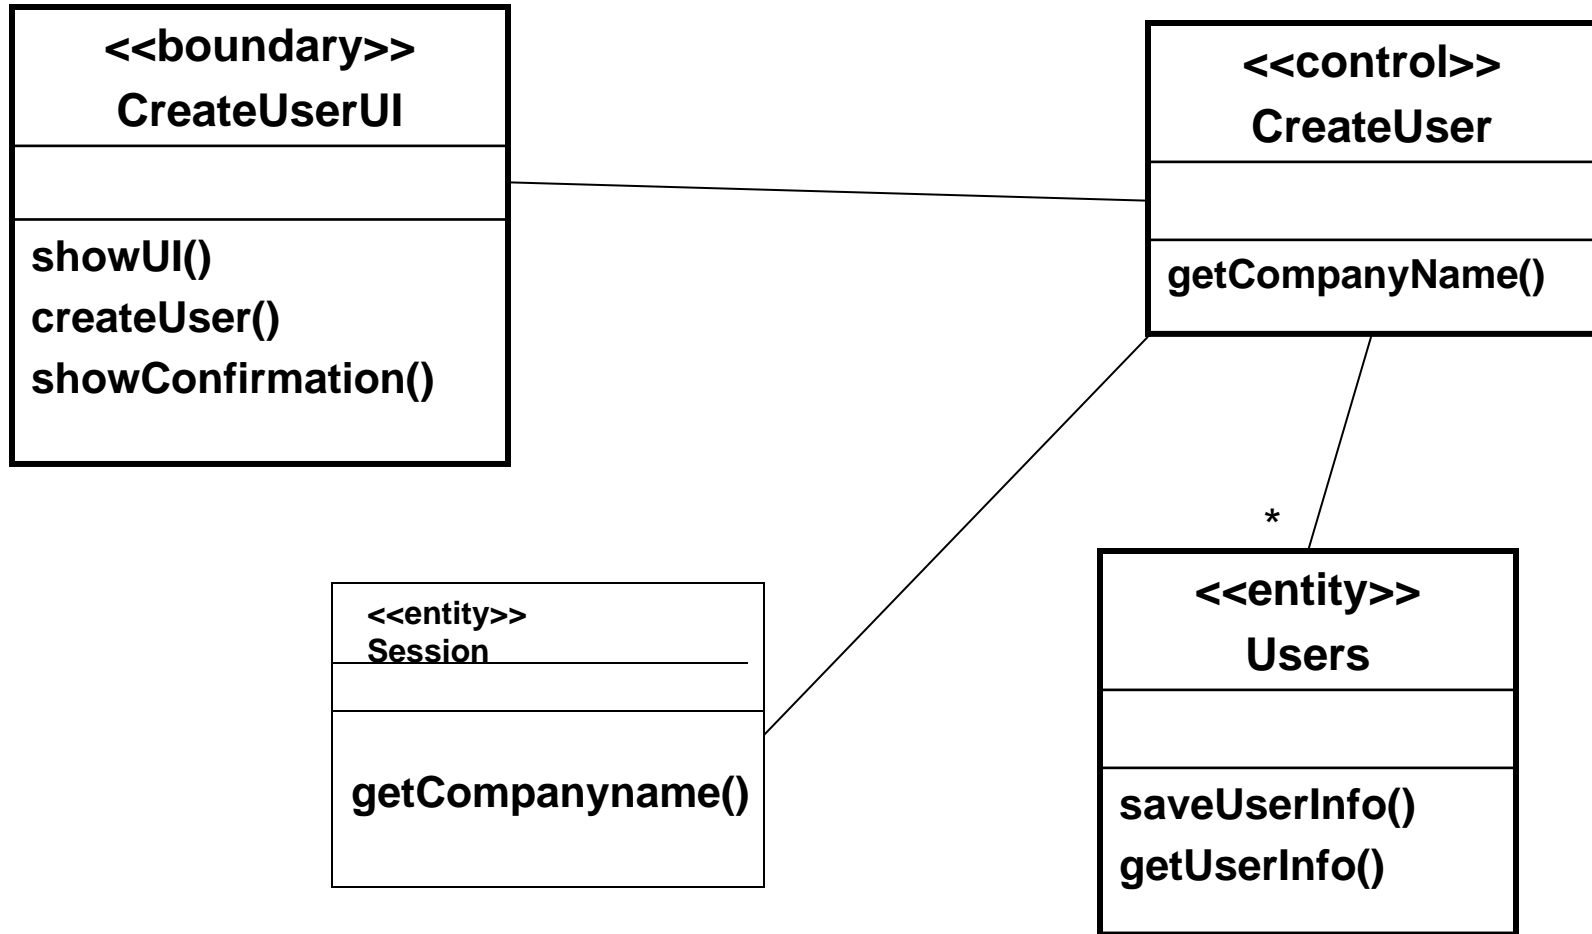 <<boundary>>
CreateUserUI
showUI()
createUser()
showConfirmation()
<<control>>
CreateUser
getCompanyName()
<<entity>>
Session
getCompanyname()
*
<<entity>>
Users
saveUserInfo()
getUserInfo()